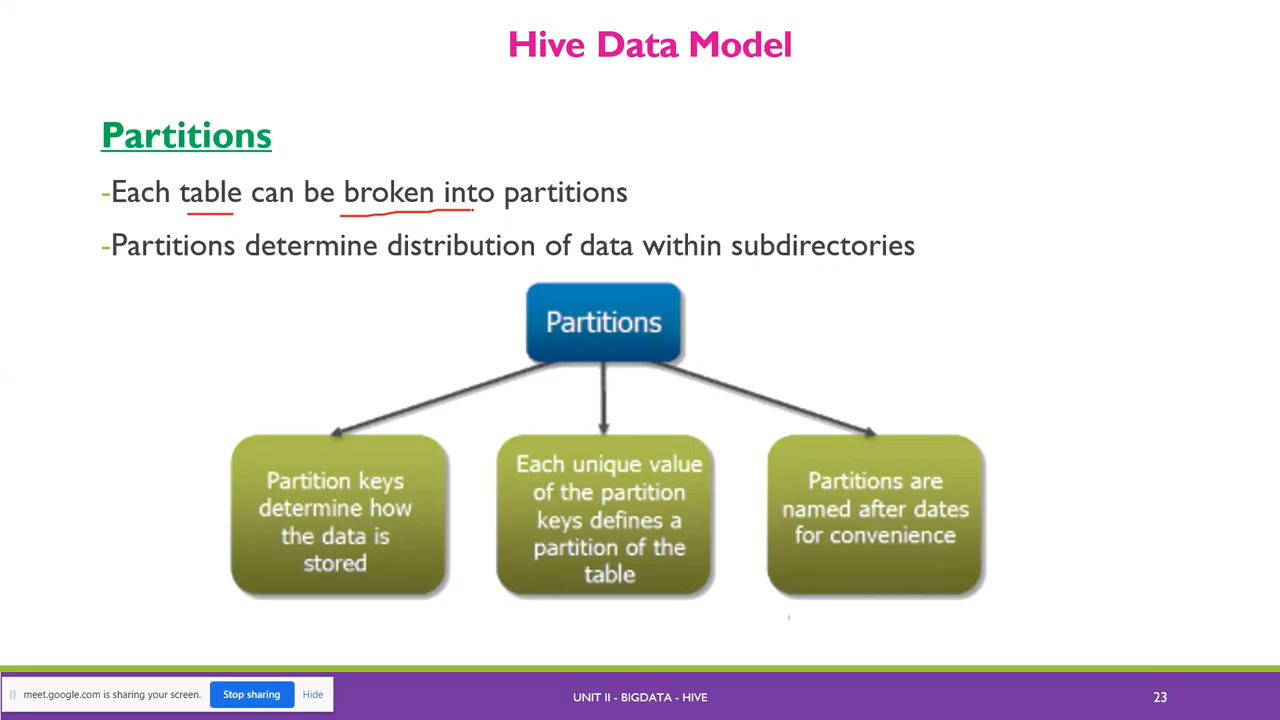 Hive Data Model
Partitions
-Each table can be broken into partitions
-Partitions determine distribution of data within subdirectories
Partitions
Partition keys
determine how
the data is
stored
Each unique value
of the partition
keys defines a
partition of the
table
Partitions are
named after dates
for convenience
meet.google.com is sharing your screen.
Stop sharing
Hide
UNIT II - BIGDATA - HIVE
23